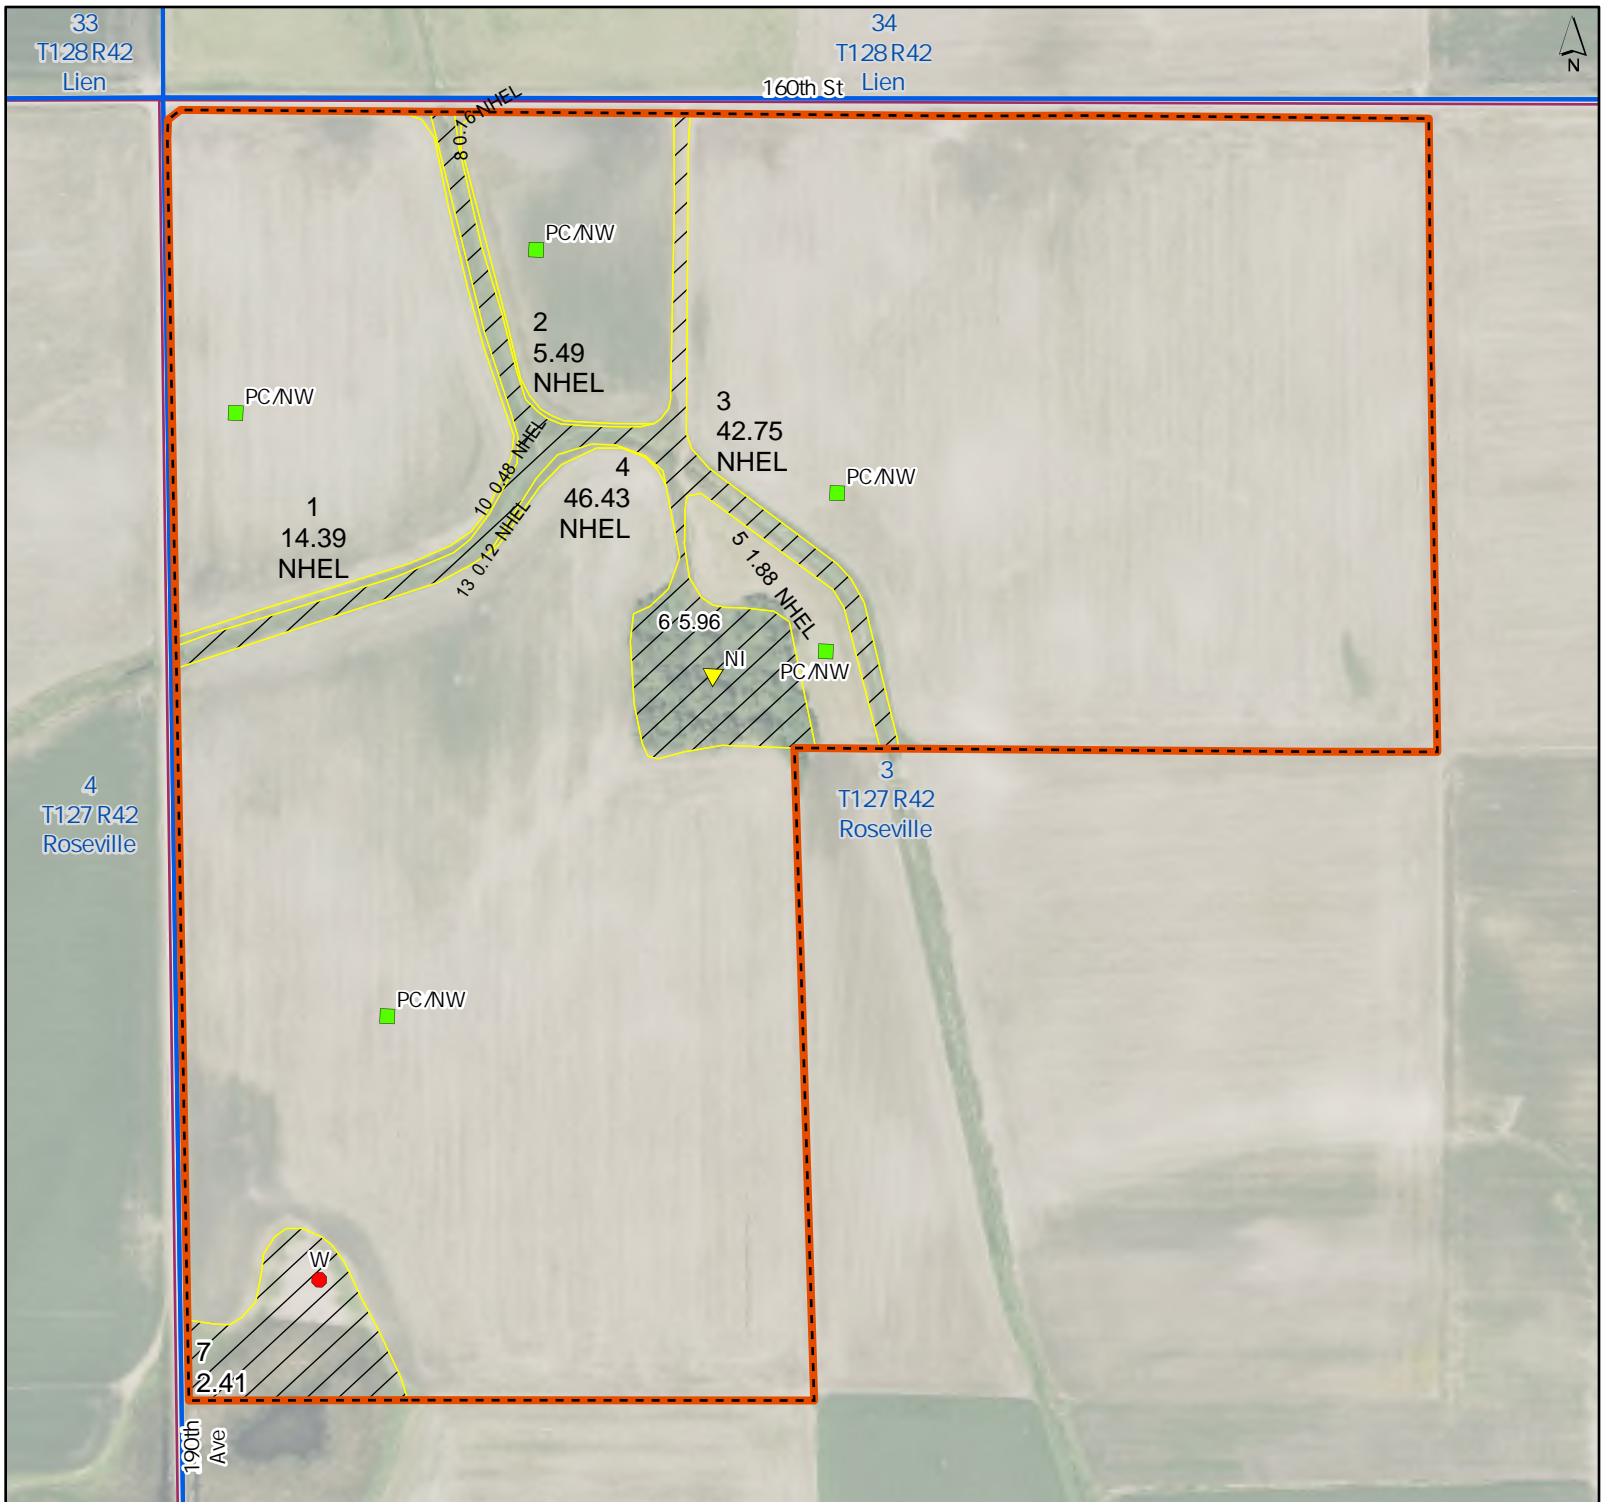 33
T128 R42
Lien
34
T128 R42
Lien
N
160th St
8 0.16 NHEL
PC/NW
2
5.49
NHEL
PC/NW
3
42.75
NHEL
10 0.48 NHEL
4
46.43
NHEL
PC/NW
1
14.39
NHEL
13 0.12 NHEL
5 1.88 NHEL
6 5.96
NI
PC/NW
4
T127 R42
Roseville
3
T127 R42
Roseville
PC/NW
W
7
2.41
190th
Ave